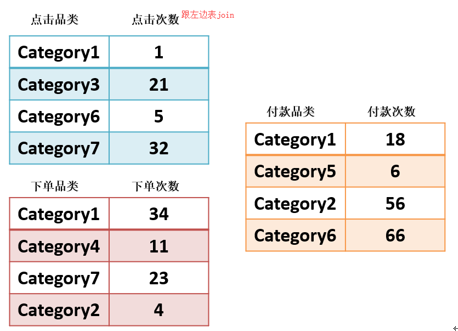 点击品类 点击次数 跟左边表join
Category1 1
Category3 21
Category6 5
Category7 32
下单品类 下单次数
Category1 34
Category4 11
Category7 23
Category2 4
付款品类 付款次数
Category1 18
Category5 6
Category2 56
Category6 66